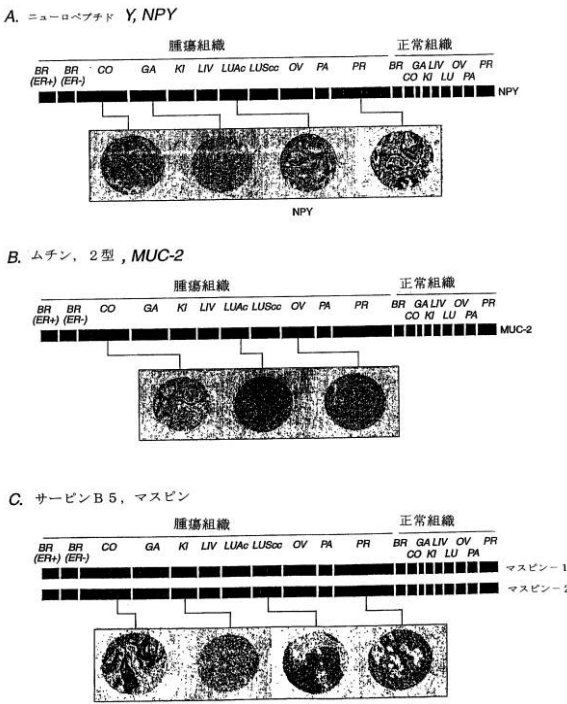 A. ニューロペプチド Y, NPY
腫瘍組織 正常組織
BR (ER+) BR (ER-) CO GA KI LIV LUAc LUScc OV PA PR BR CO GA KI LIV LU OV PA PR
NPY
NPY
B. ムチン, 2型, MUC-2
腫瘍組織 正常組織
BR (ER+) BR (ER-) CO GA KI LIV LUAc LUScc OV PA PR BR CO GA KI LIV LU OV PA PR
MUC-2
C. サーピンB5, マスピン
腫瘍組織 正常組織
BR (ER+) BR (ER-) CO GA KI LIV LUAc LUScc OV PA PR BR CO GA KI LIV LU OV PA PR
マスピン-1
マスピン-2